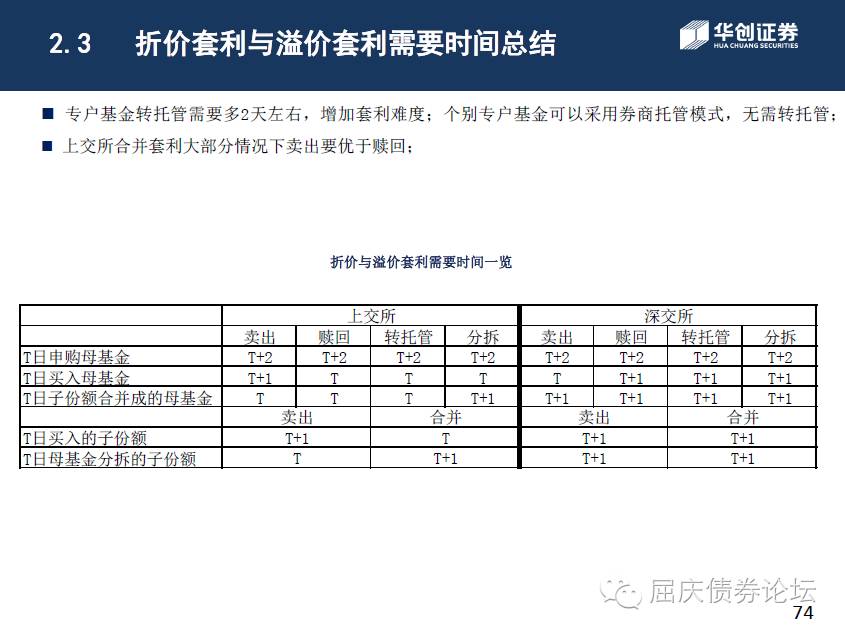 2.3 折价套利与溢价套利需要时间总结
华创证券
HUA CHUANG SECURITIES
■ 专户基金转托管需要多2天左右，增加套利难度；个别专户基金可以采用券商托管模式，无需转托管；
■ 上交所合并套利大部分情况下卖出要优于赎回；
折价与溢价套利需要时间一览
上交所 深交所
卖出 赎回 转托管 分拆 卖出 赎回 转托管 分拆
T日申购母基金 T+2 T+2 T+2 T+2 T+2 T+2 T+2 T+2
T日买入母基金 T+1 T T T T T+1 T+1 T+1
T日子份额合并成的母基金 T T T T+1 T+1 T+1 T+1 T+1
卖出 合并 卖出 合并
T日买入的子份额 T+1 T T+1 T+1
T日母基金分拆的子份额 T T+1 T+1 T+1
屈庆债券论坛
74